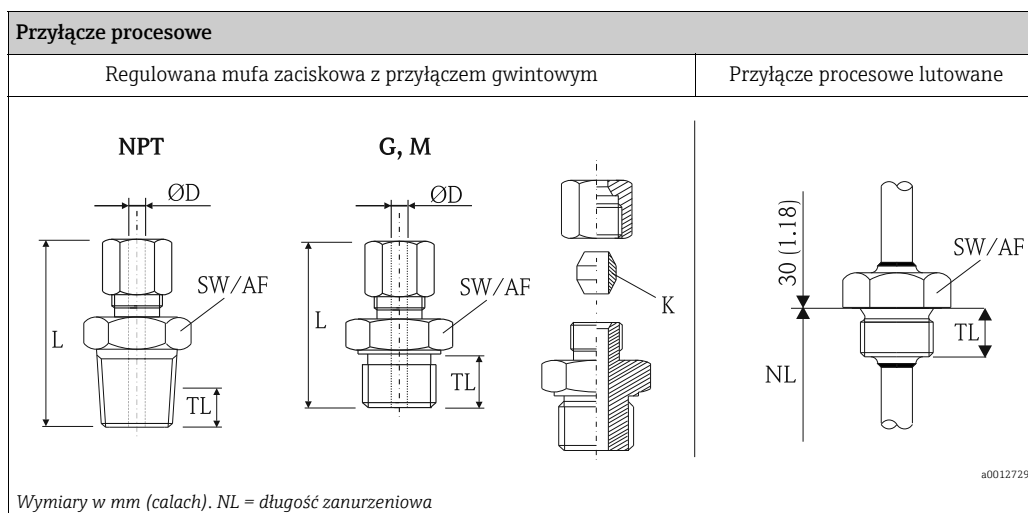 Przyłącze procesowe
Regulowana mufa zaciskowa z przyłączem gwintowym
Przyłącze procesowe lutowane
NPT
G, M
ØD
ØD
SW/AF
SW/AF
L
L
TL
TL
K
30 (1.18)
SW/AF
TL
NL
a0012729
Wymiary w mm (calach). NL = długość zanurzeniowa